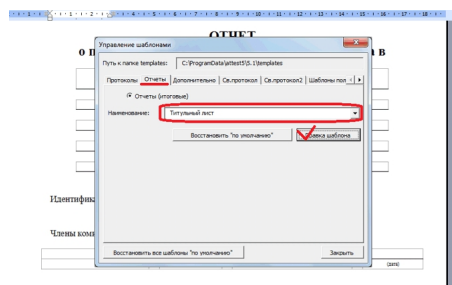 ОТЧЕТ
о п
в
Управление шаблонами
Путь к папке templates: C:\ProgramData\attest5\5.1\templates
Протоколы Отчеты Дополнительно Св.протокол Св.протокол2 Шаблоны пол
Отчеты (итоговые)
Наименование: Титульный лист
Восстановить "по умолчанию" Правка шаблона
Идентифик
Члены коми
Восстановить все шаблоны "по умолчанию" Закрыть
(дата)